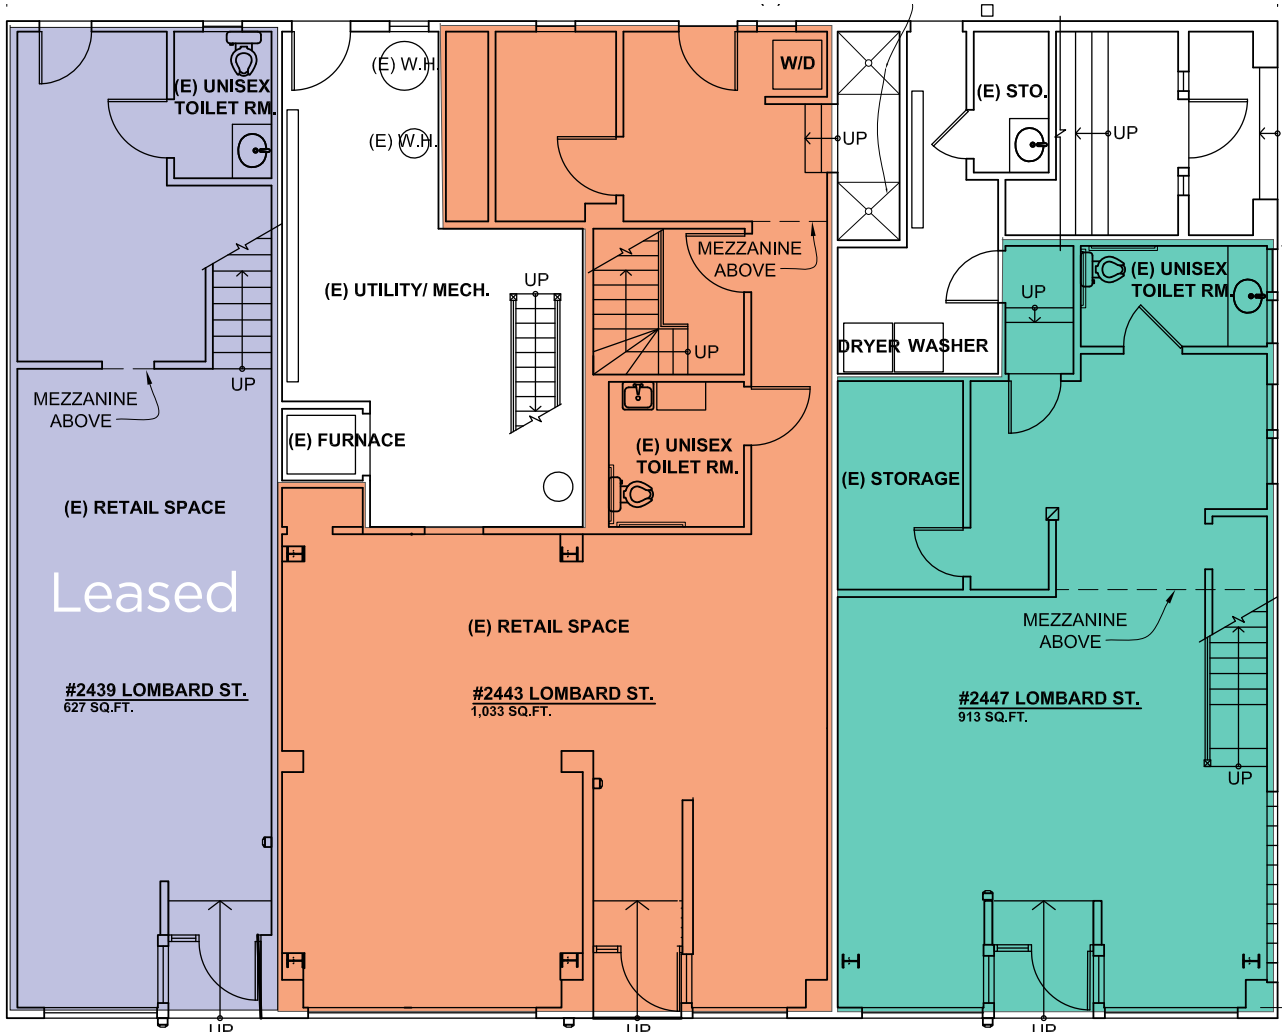 (E) UNISEX
TOILET RM.
(E) W.H.
(E) W.H.
W/D
UP
(E) STO.
UP
MEZZANINE
ABOVE
(E) UTILITY/ MECH.
UP
UP
UP
(E) UNISEX
TOILET RM.
UP
DRYER WASHER
MEZZANINE
ABOVE
(E) FURNACE
(E) UNISEX
TOILET RM.
(E) STORAGE
(E) RETAIL SPACE
Leased
(E) RETAIL SPACE
MEZZANINE
ABOVE
#2439 LOMBARD ST.
627 SQ.FT.
#2443 LOMBARD ST.
1,033 SQ.FT.
#2447 LOMBARD ST.
913 SQ.FT.
UP
UP
UP
UP